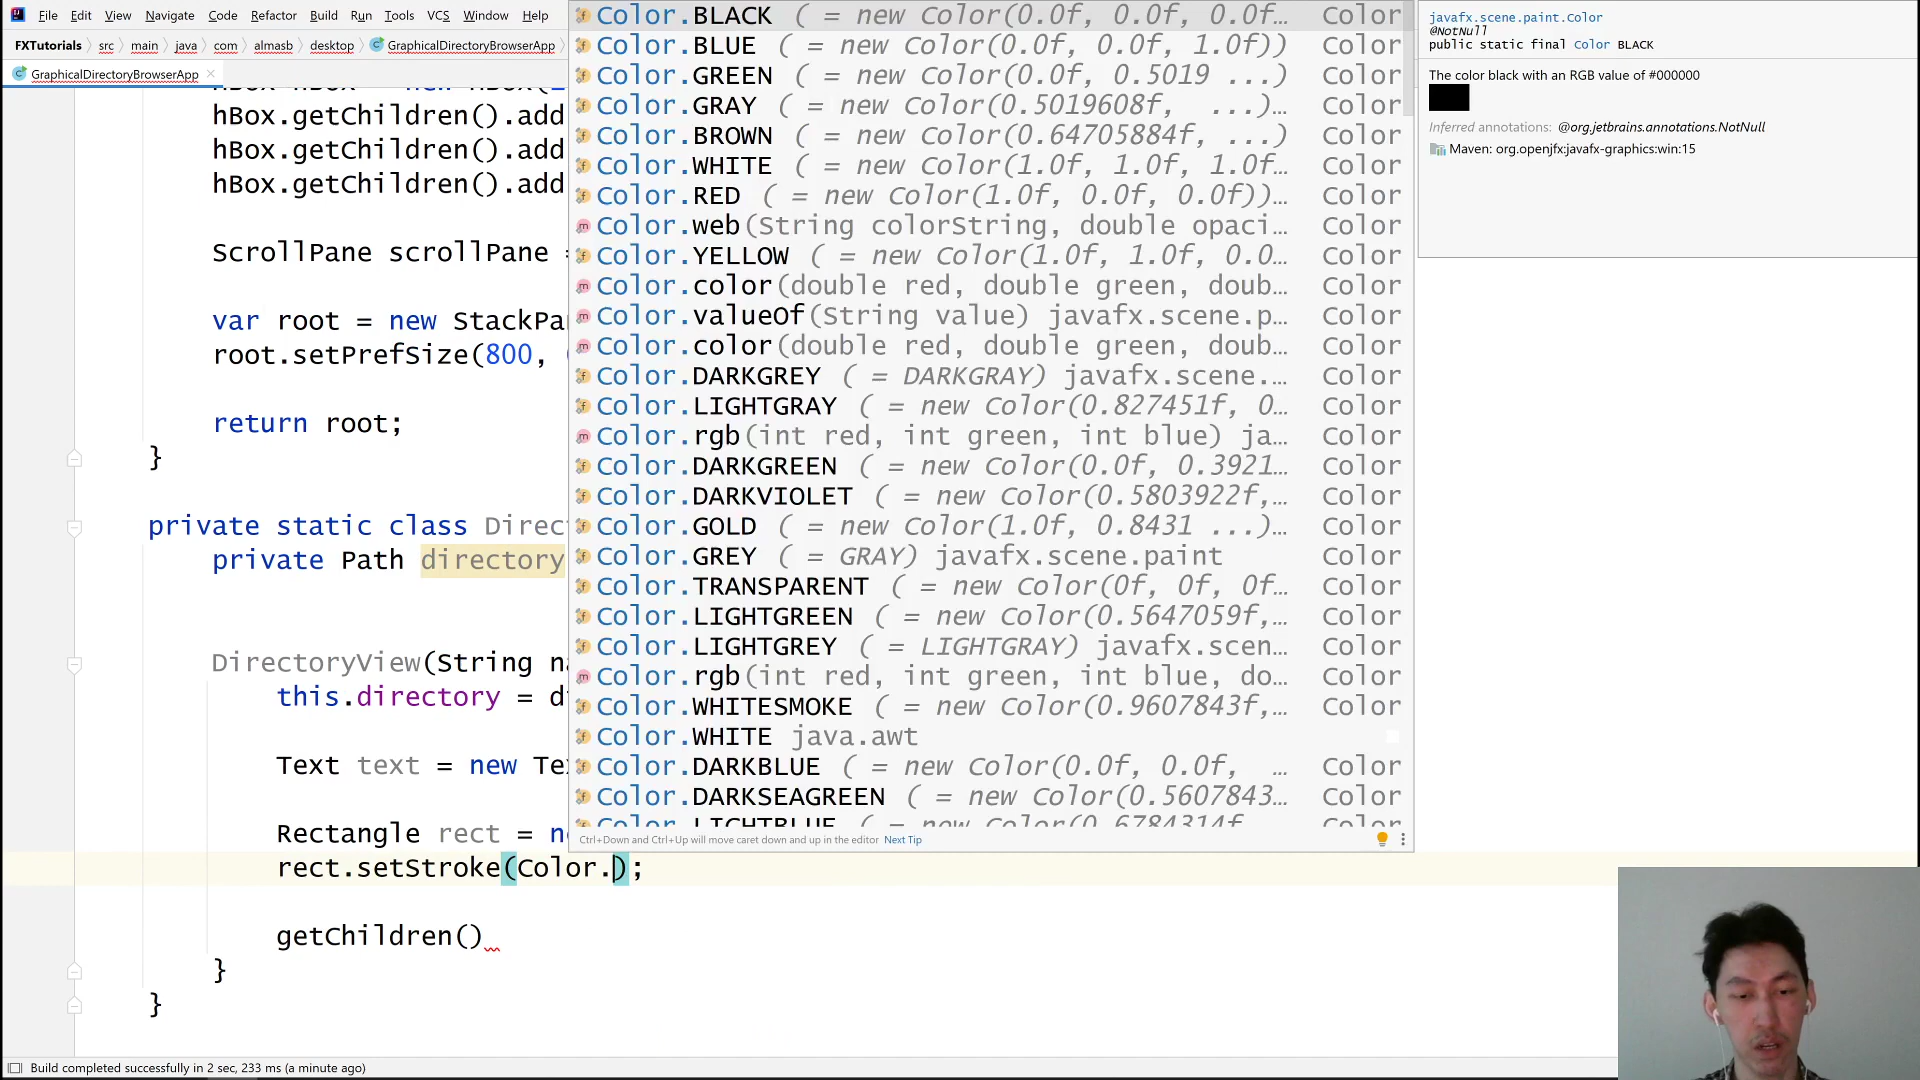 File Edit View Navigate Code Refactor Build Run Tools VCS Window Help
FXTutorials src main java com almasb desktop GraphicalDirectoryBrowserApp
GraphicalDirectoryBrowserApp
hBox.getChildren().add
hBox.getChildren().add
hBox.getChildren().add
ScrollPane scrollPane =
var root = new StackPa
root.setPrefSize(800,
return root;
}
private static class Direc
private Path directory
DirectoryView(String na
this.directory = di
Text text = new Tex
Rectangle rect = ne
rect.setStroke(Color.);
getChildren()
}
}
Color.BLACK ( = new Color(0.0f, 0.0f, 0.0f… Color
Color.BLUE ( = new Color(0.0f, 0.0f, 1.0f)) Color
Color.GREEN ( = new Color(0.0f, 0.5019 ...) Color
Color.GRAY ( = new Color(0.5019608f, ...)… Color
Color.BROWN ( = new Color(0.64705884f, ...) Color
Color.WHITE ( = new Color(1.0f, 1.0f, 1.0f… Color
Color.RED ( = new Color(1.0f, 0.0f, 0.0f))… Color
Color.web(String colorString, double opaci… Color
Color.YELLOW ( = new Color(1.0f, 1.0f, 0.0… Color
Color.color(double red, double green, doub… Color
Color.valueOf(String value) javafx.scene.p… Color
Color.color(double red, double green, doub… Color
Color.DARKGREY ( = DARKGRAY) javafx.scene.… Color
Color.LIGHTGRAY ( = new Color(0.827451f, 0… Color
Color.rgb(int red, int green, int blue) ja… Color
Color.DARKGREEN ( = new Color(0.0f, 0.3921… Color
Color.DARKVIOLET ( = new Color(0.5803922f,… Color
Color.GOLD ( = new Color(1.0f, 0.8431 ...)… Color
Color.GREY ( = GRAY) javafx.scene.paint Color
Color.TRANSPARENT ( = new Color(0f, 0f, 0f… Color
Color.LIGHTGREEN ( = new Color(0.5647059f,… Color
Color.LIGHTGREY ( = LIGHTGRAY) javafx.scen… Color
Color.rgb(int red, int green, int blue, do… Color
Color.WHITESMOKE ( = new Color(0.9607843f,… Color
Color.WHITE java.awt
Color.DARKBLUE ( = new Color(0.0f, 0.0f, … Color
Color.DARKSEAGREEN ( = new Color(0.5607843… Color
Color.LIGHTBLUE ( = new Color(0.6784314f, Color
Ctrl+Down and Ctrl+Up will move caret down and up in the editor Next Tip
javafx.scene.paint.Color
@NotNull
public static final Color BLACK
The color black with an RGB value of #000000
Inferred annotations: @org.jetbrains.annotations.NotNull
Maven: org.openjfx:javafx-graphics:win:15
Build completed successfully in 2 sec, 233 ms (a minute ago)